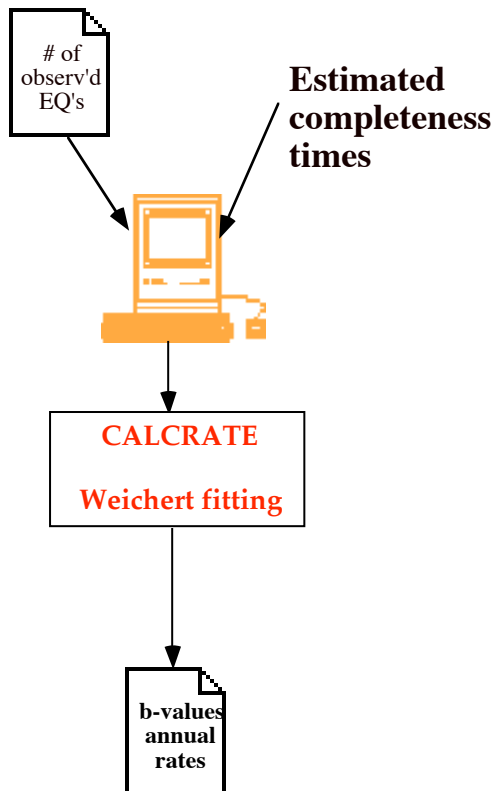 # of
observ'd
EQ's
Estimated
completeness
times
CALCRATE
Weichert fitting
b-values
annual
rates